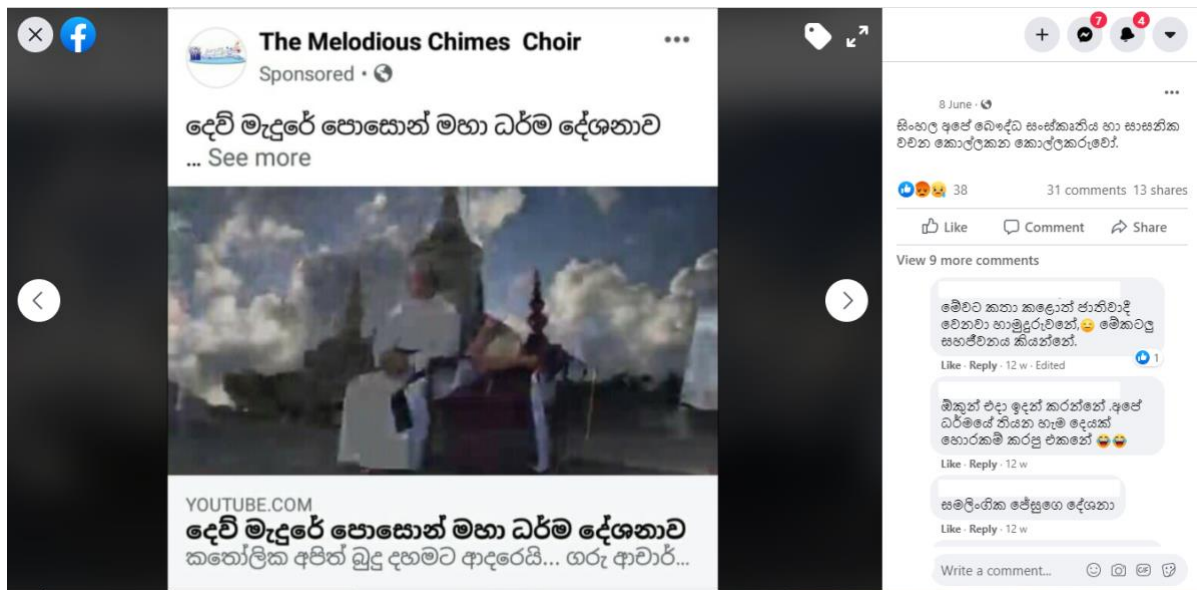 The Melodious Chimes Choir
Sponsored ·
දෙව් මැදුරේ පොසොන් මහා ධර්ම දේශනාව
... See more
YOUTUBE.COM
දෙව් මැදුරේ පොසොන් මහා ධර්ම දේශනාව
කතෝලික අපිත් බුදු දහමට ආදරෙයි... ගරු ආචාර්...
7
4
8 June ·
සිංහල අපේ බෞද්ධ සංස්කෘතිය හා සාසනික
වචන කොල්ලකන කොල්ලකරුවෝ.
38
31 comments 13 shares
Like Comment Share
View 9 more comments
මේවට කතා කළොත් ජාතිවාදී
වෙනවා හාමුදුරුවනේ,😑 මේකටලු
සහජීවනය කියන්නේ.
1
Like · Reply · 12 w · Edited
ඕකුන් එදා ඉදන් කරන්නේ .අපේ
ධර්මයේ තියන හැම දෙයක්
හොරකම් කරපු එකනේ 😂😂
Like · Reply · 12 w
සමලිංගික ජේසුගෙ දේශනා
Like · Reply · 12 w
Write a comment...
GIF